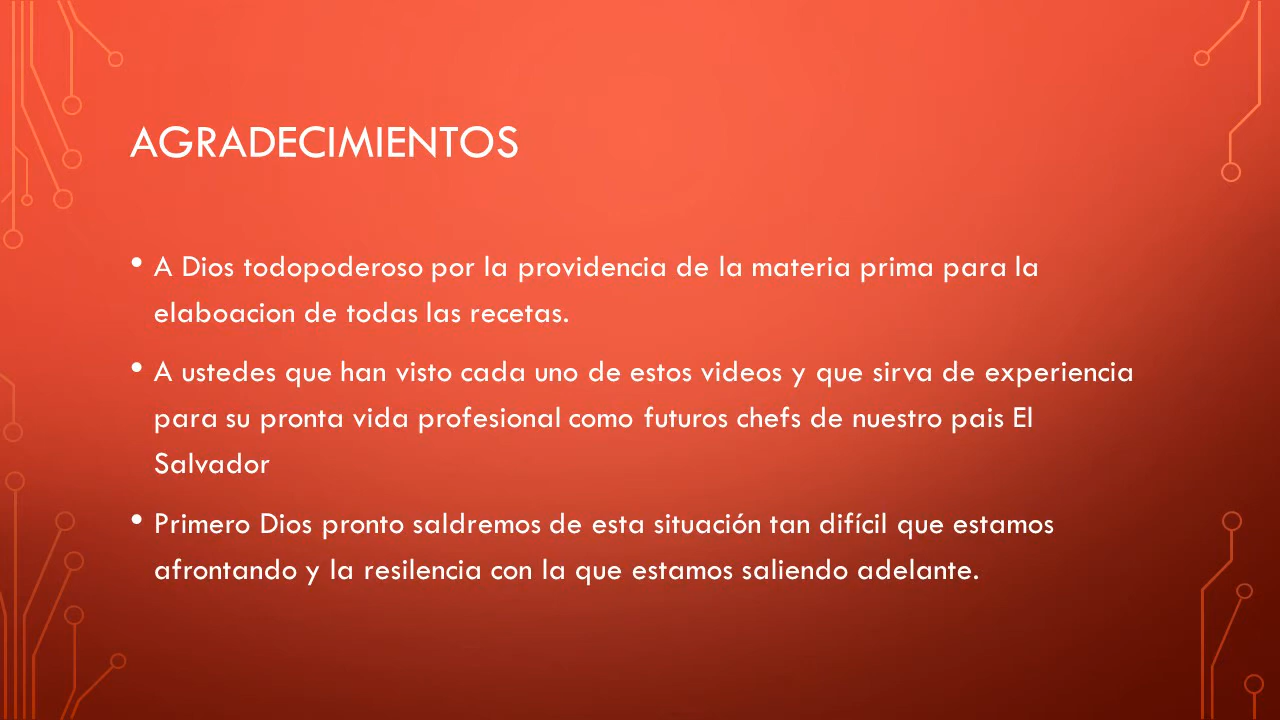 AGRADECIMIENTOS
• A Dios todopoderoso por la providencia de la materia prima para la
elaboacion de todas las recetas.
• A ustedes que han visto cada uno de estos videos y que sirva de experiencia
para su pronta vida profesional como futuros chefs de nuestro pais El
Salvador
• Primero Dios pronto saldremos de esta situación tan difícil que estamos
afrontando y la resilencia con la que estamos saliendo adelante.